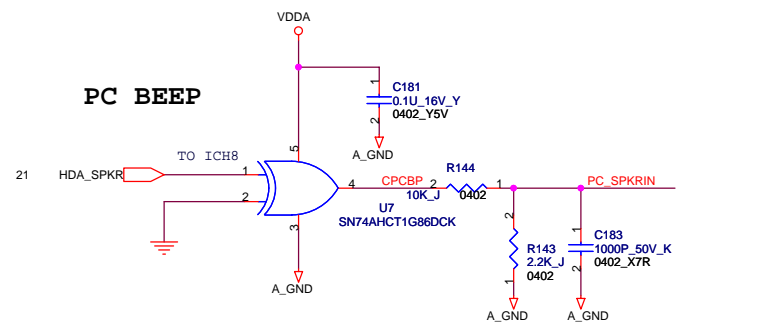 VDDA
PC BEEP
1
C181
0.1U_16V_Y
0402_Y5V
2
A_GND
TO ICH8
5
21 HDA_SPKR
1
2
4
CPCBP
2
R144
1
10K_J
0402
PC_SPKRIN
U7
SN74AHCT1G86DCK
3
A_GND
2
R143
2.2K_J
0402
1
A_GND
1
C183
1000P_50V_K
0402_X7R
2
A_GND